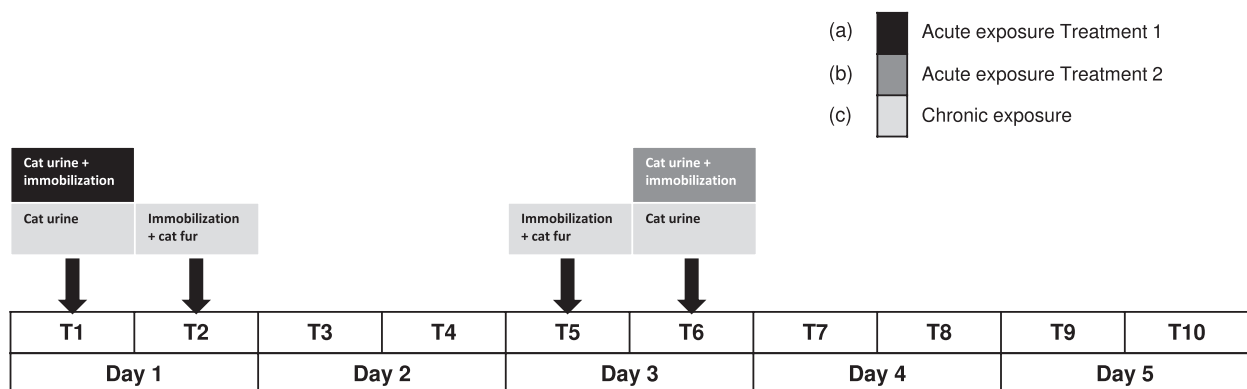 (a) Acute exposure Treatment 1
(b) Acute exposure Treatment 2
(c) Chronic exposure
Cat urine +
immobilization
Cat urine +
immobilization
Cat urine
Immobilization
+ cat fur
Immobilization
+ cat fur
Cat urine
T1 T2 T3 T4 T5 T6 T7 T8 T9 T10
Day 1 Day 2 Day 3 Day 4 Day 5